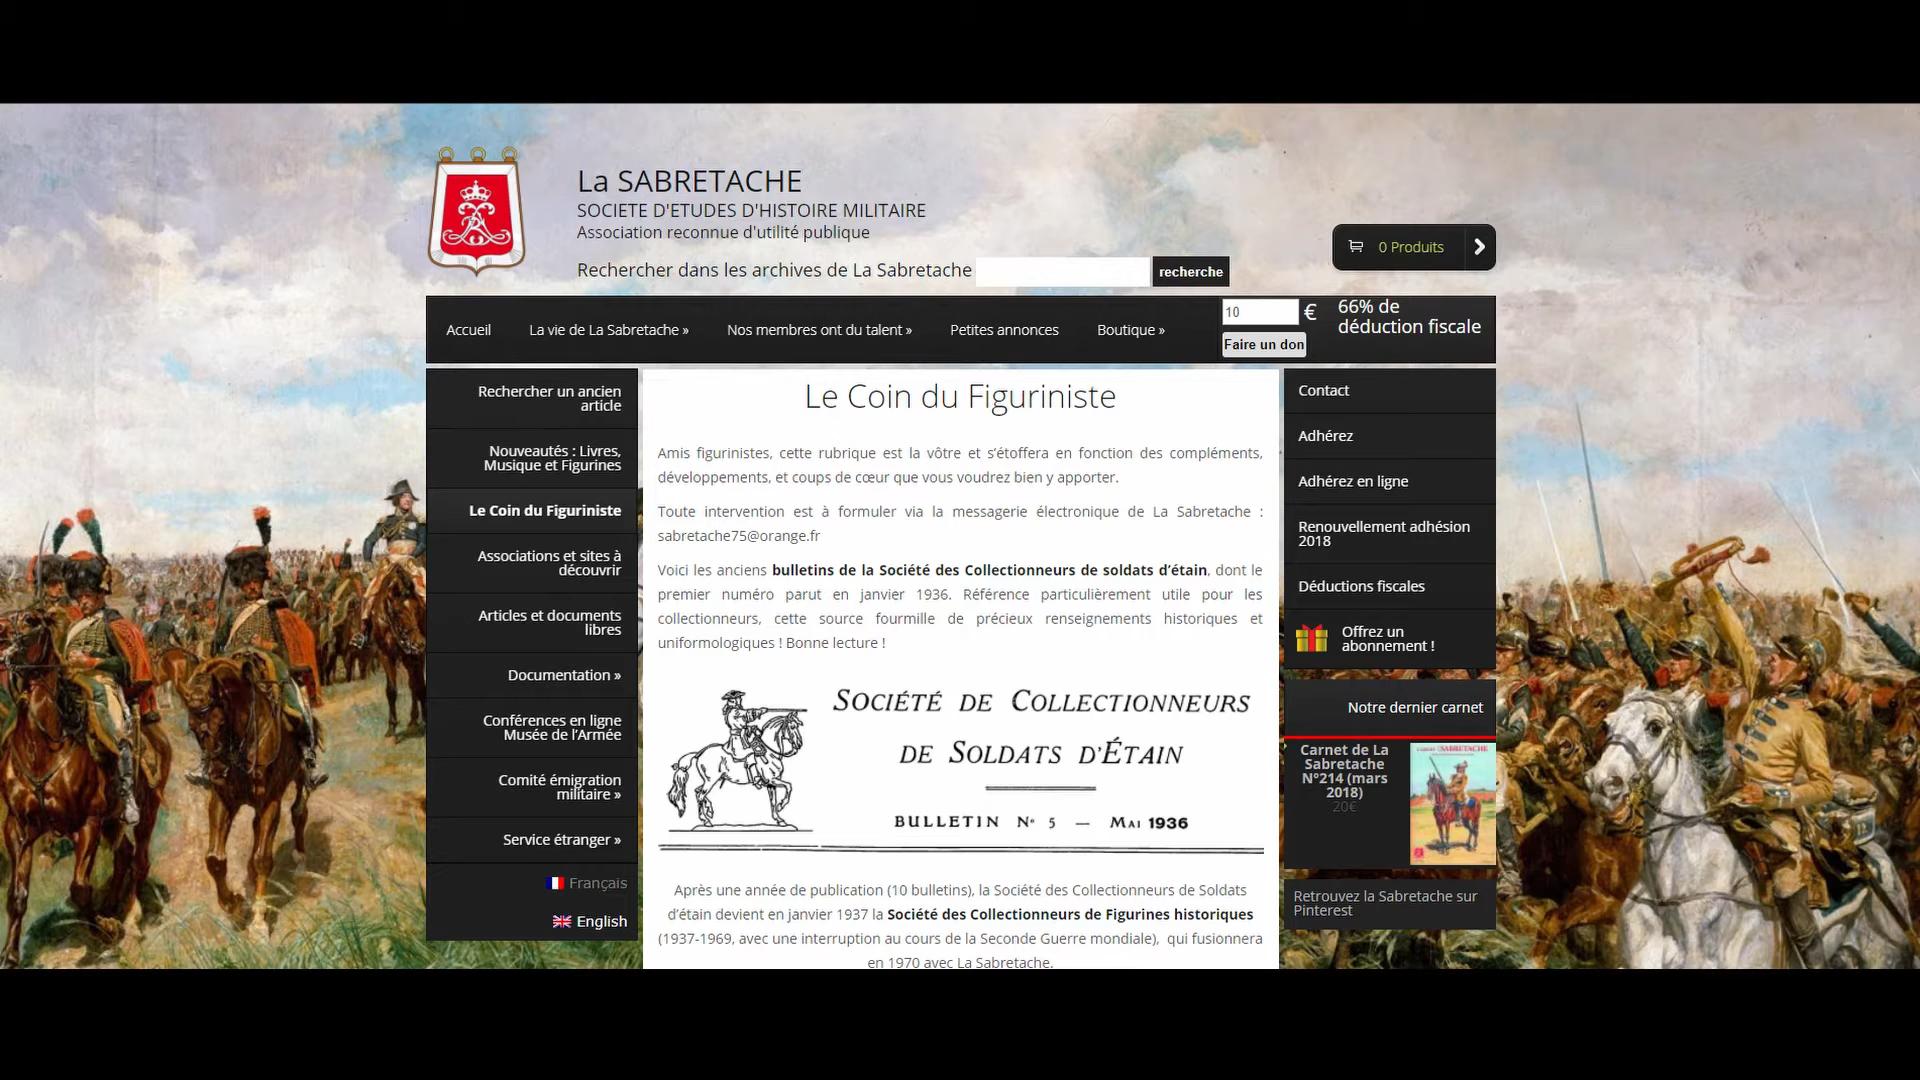 La SABRETACHE
SOCIETE D'ETUDES D'HISTOIRE MILITAIRE
Association reconnue d'utilité publique
Rechercher dans les archives de La Sabretache
recherche
0 Produits
Accueil
La vie de La Sabretache »
Nos membres ont du talent »
Petites annonces
Boutique »
10
€
Faire un don
66% de
déduction fiscale
Rechercher un ancien
article
Nouveautés : Livres,
Musique et Figurines
Le Coin du Figuriniste
Associations et sites à
découvrir
Articles et documents
libres
Documentation »
Conférences en ligne
Musée de l’Armée
Comité émigration
militaire »
Service étranger »
Français
English
Le Coin du Figuriniste
Amis figurinistes, cette rubrique est la vôtre et s’étoffera en fonction des compléments,
développements, et coups de cœur que vous voudrez bien y apporter.
Toute intervention est à formuler via la messagerie électronique de La Sabretache :
sabretache75@orange.fr
Voici les anciens bulletins de la Société des Collectionneurs de soldats d’étain, dont le
premier numéro parut en janvier 1936. Référence particulièrement utile pour les
collectionneurs, cette source fourmille de précieux renseignements historiques et
uniformologiques ! Bonne lecture !
SOCIÉTÉ DE COLLECTIONNEURS
DE SOLDATS D'ÉTAIN
BULLETIN No 5 — MAI 1936
Après une année de publication (10 bulletins), la Société des Collectionneurs de Soldats
d’étain devient en janvier 1937 la Société des Collectionneurs de Figurines historiques
(1937-1969, avec une interruption au cours de la Seconde Guerre mondiale), qui fusionnera
en 1970 avec La Sabretache.
Contact
Adhérez
Adhérez en ligne
Renouvellement adhésion
2018
Déductions fiscales
Offrez un
abonnement !
Notre dernier carnet
Carnet de La
Sabretache
N°214 (mars
2018)
20€
Retrouvez la Sabretache sur
Pinterest